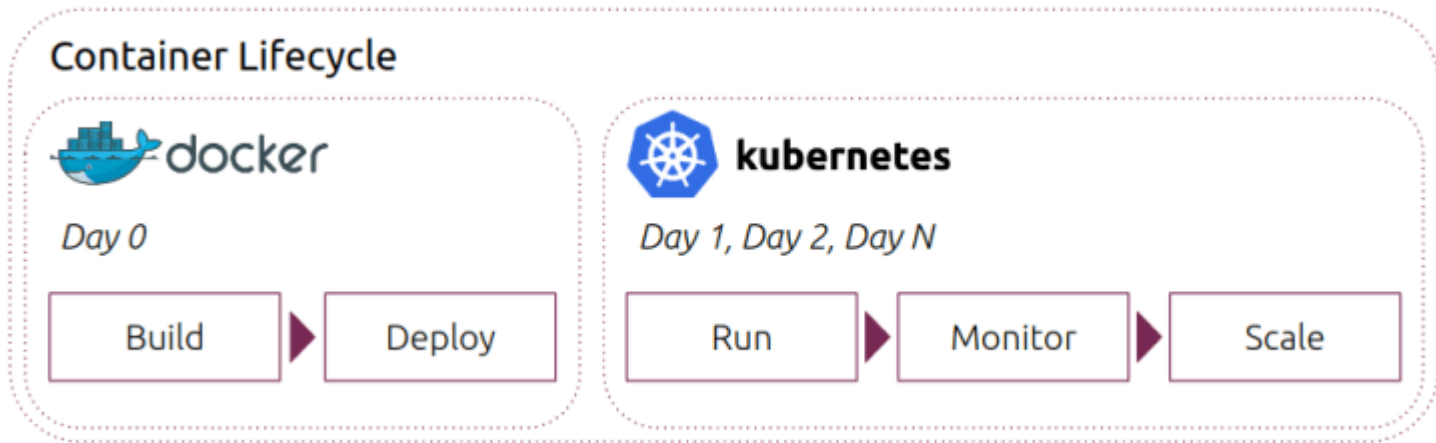 Container Lifecycle
docker
Day 0
Build
Deploy
kubernetes
Day 1, Day 2, Day N
Run
Monitor
Scale